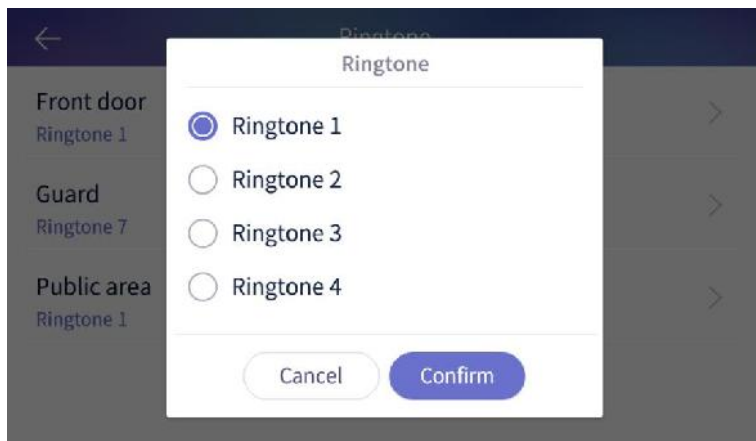 Ringtone
Ringtone
Front door
Ringtone 1
Guard
Ringtone 7
Public area
Ringtone 1
Ringtone 1
Ringtone 2
Ringtone 3
Ringtone 4
Cancel
Confirm